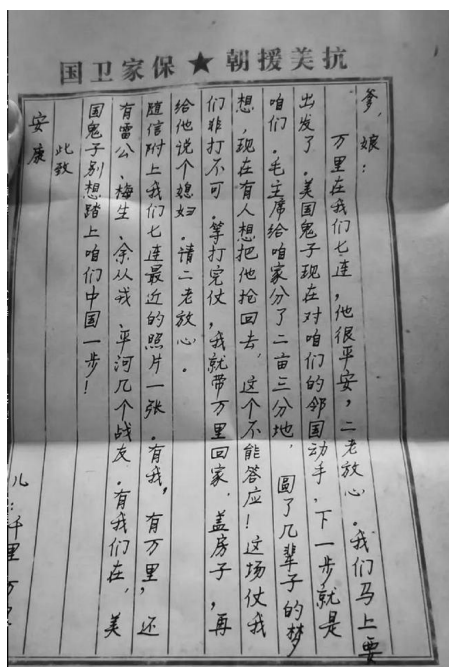 抗美援朝★保家卫国
爹，娘：
万里在我们七连，他很平安，二老放心。我们马上要
出发了。美国鬼子现在对咱们的邻国动手，下一步就是
咱们。毛主席给咱家分了二亩三分地，圆了几辈子的梦
想，现在有人想把他抢回去，这个不能答应！这场仗我
们非打不可。等打完仗，我就带万里回家，盖房子，再
给他说个媳妇。请二老放心。
随信附上我们七连最近的照片一张。有我，有万里，还
有雷公、梅生、余从戎、平河几个战友。有我们在，美
国鬼子别想踏上咱们中国一步！
此致
安康
儿：千里 万里